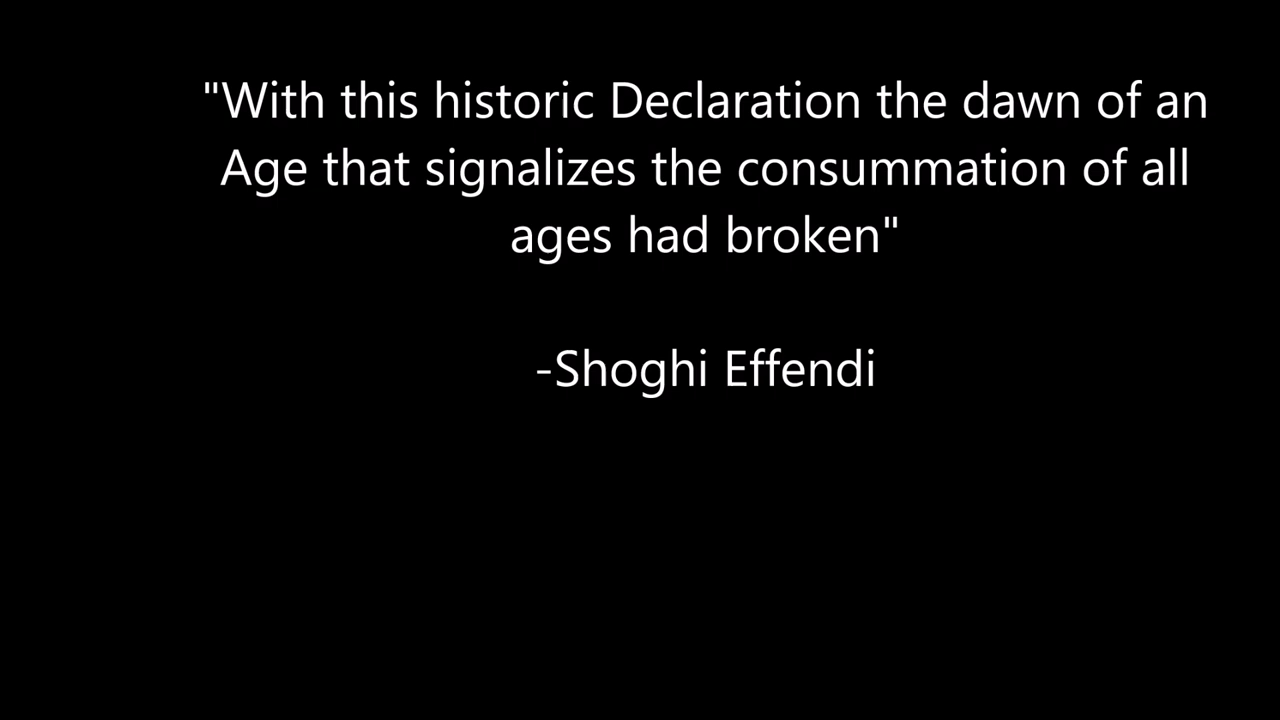 "With this historic Declaration the dawn of an
Age that signalizes the consummation of all
ages had broken"
-Shoghi Effendi